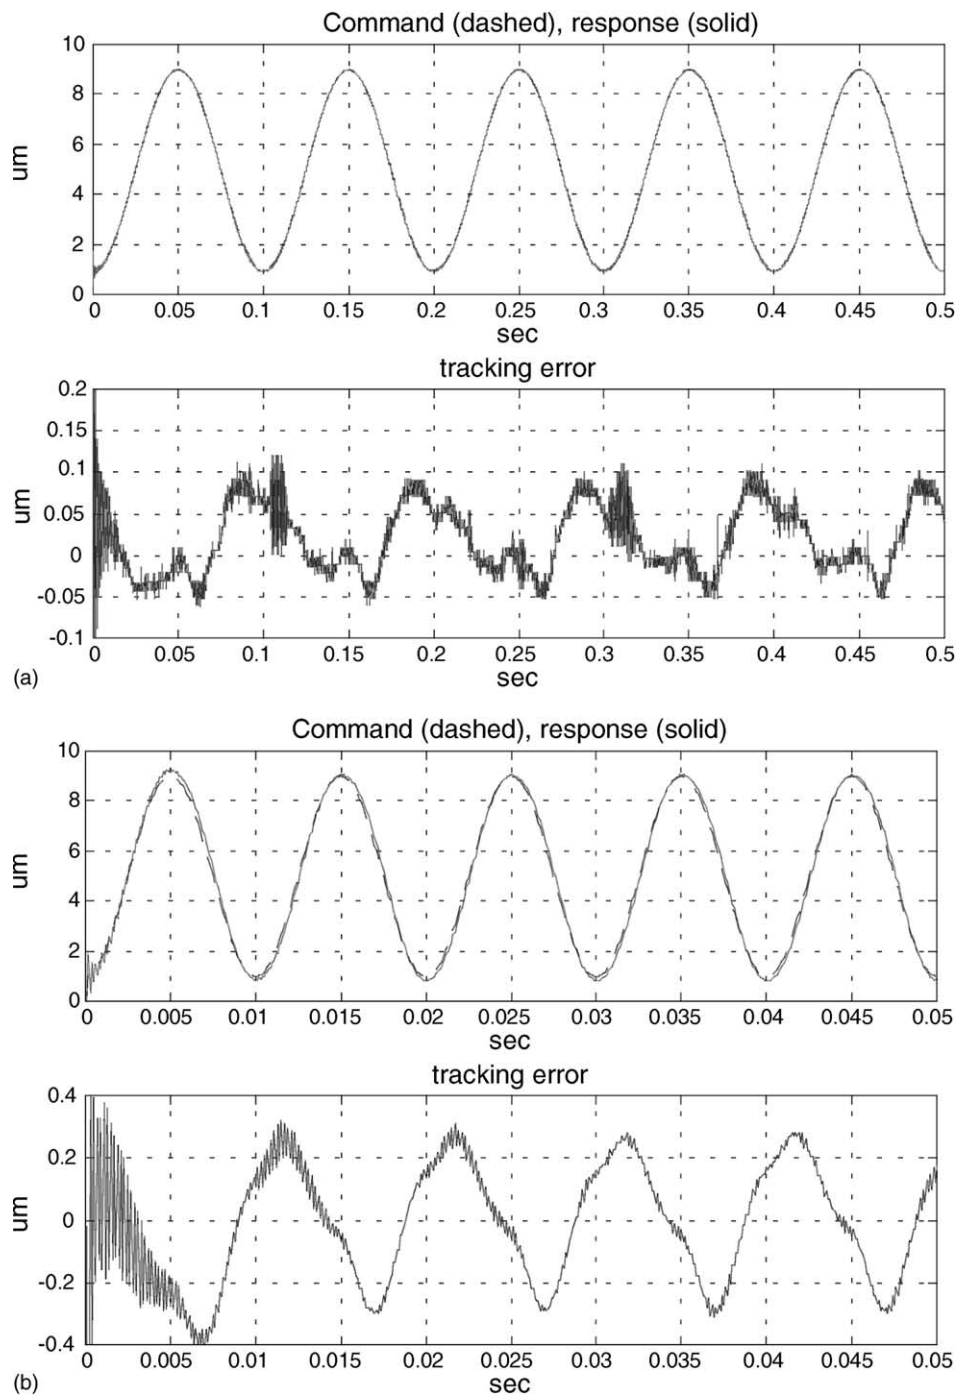 Command (dashed), response (solid)
10
8
6
4
2
0
um
0 0.05 0.1 0.15 0.2 0.25 0.3 0.35 0.4 0.45 0.5
sec
tracking error
0.2
0.15
0.1
0.05
0
-0.05
-0.1
um
0 0.05 0.1 0.15 0.2 0.25 0.3 0.35 0.4 0.45 0.5
sec
(a)
Command (dashed), response (solid)
10
8
6
4
2
0
um
0 0.005 0.01 0.015 0.02 0.025 0.03 0.035 0.04 0.045 0.05
sec
tracking error
0.4
0.2
0
-0.2
-0.4
um
0 0.005 0.01 0.015 0.02 0.025 0.03 0.035 0.04 0.045 0.05
sec
(b)